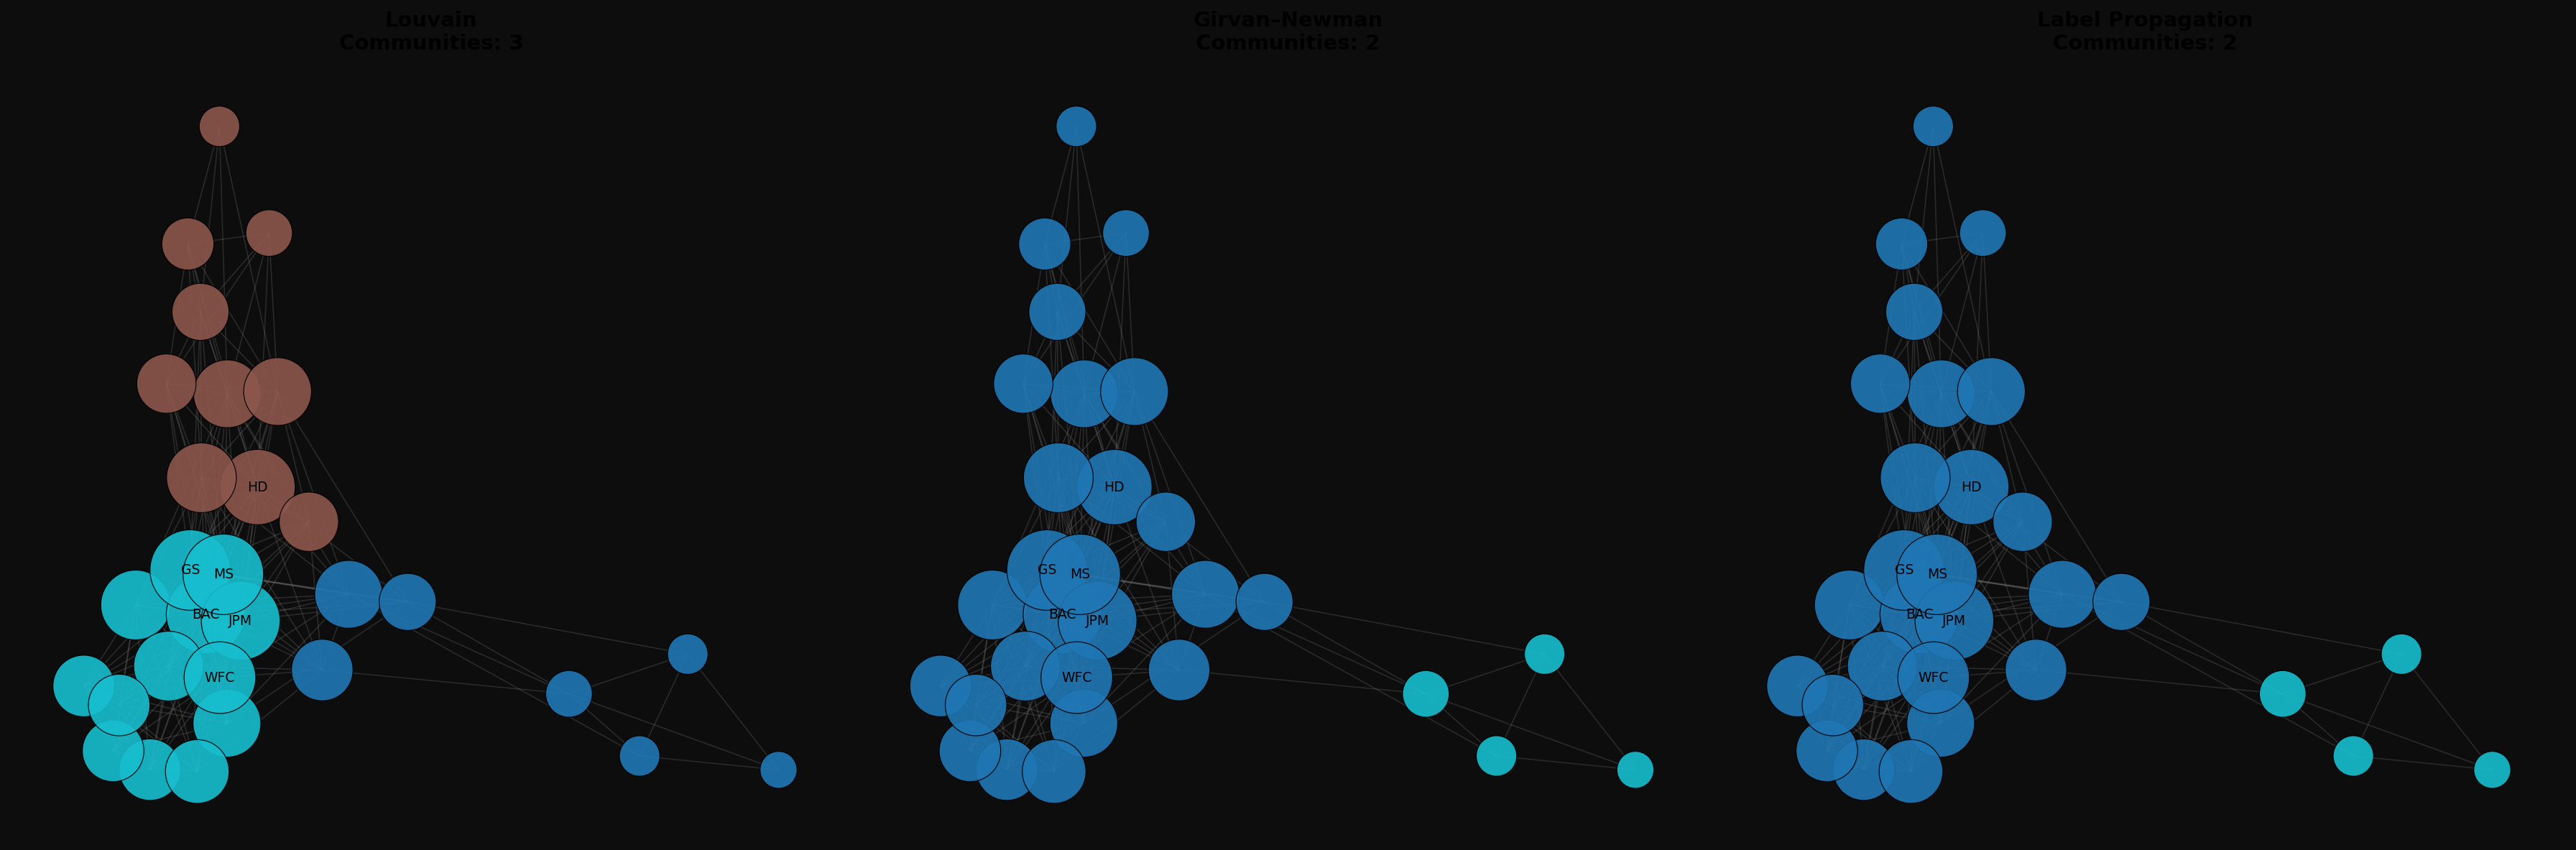 Louvain
Communities: 3
Girvan–Newman
Communities: 2
Label Propagation
Communities: 2
HD
GS
MS
BAC
JPM
WFC
HD
GS
MS
BAC
JPM
WFC
HD
GS
MS
BAC
JPM
WFC